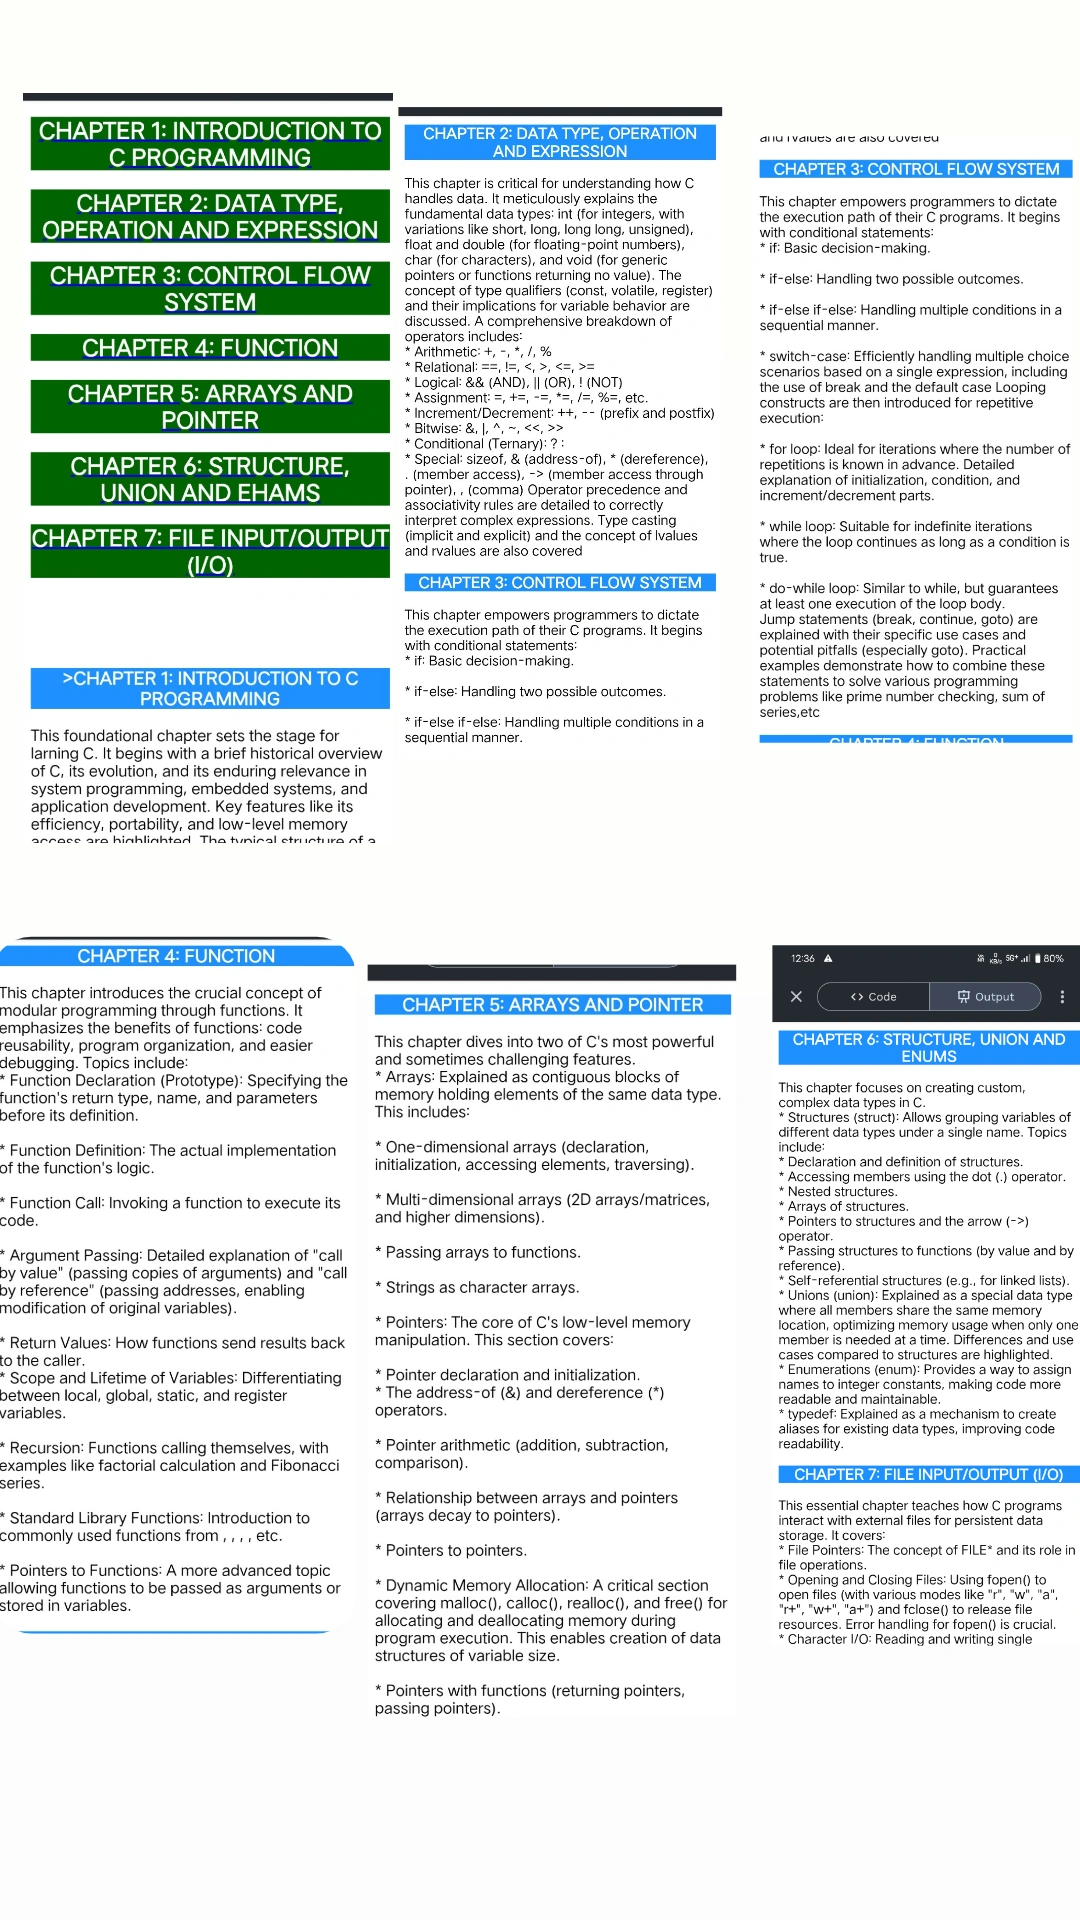 CHAPTER 1: INTRODUCTION TO
C PROGRAMMING
CHAPTER 2: DATA TYPE,
OPERATION AND EXPRESSION
CHAPTER 3: CONTROL FLOW
SYSTEM
CHAPTER 4: FUNCTION
CHAPTER 5: ARRAYS AND
POINTER
CHAPTER 6: STRUCTURE,
UNION AND EHAMS
CHAPTER 7: FILE INPUT/OUTPUT
(I/O)
>CHAPTER 1: INTRODUCTION TO C
PROGRAMMING
This foundational chapter sets the stage for
larning C. It begins with a brief historical overview
of C, its evolution, and its enduring relevance in
system programming, embedded systems, and
application development. Key features like its
efficiency, portability, and low-level memory
access are highlighted. The typical structure of a
CHAPTER 2: DATA TYPE, OPERATION
AND EXPRESSION
This chapter is critical for understanding how C
handles data. It meticulously explains the
fundamental data types: int (for integers, with
variations like short, long, long long, unsigned),
float and double (for floating-point numbers),
char (for characters), and void (for generic
pointers or functions returning no value). The
concept of type qualifiers (const, volatile, register)
and their implications for variable behavior are
discussed. A comprehensive breakdown of
operators includes:
* Arithmetic: +, -, *, /, %
* Relational: ==, !=, <, >, <=, >=
* Logical: && (AND), || (OR), ! (NOT)
* Assignment: =, +=, -=, *=, /=, %=, etc.
* Increment/Decrement: ++, -- (prefix and postfix)
* Bitwise: &, |, ^, ~, <<, >>
* Conditional (Ternary): ? :
* Special: sizeof, & (address-of), * (dereference),
. (member access), -> (member access through
pointer), , (comma) Operator precedence and
associativity rules are detailed to correctly
interpret complex expressions. Type casting
(implicit and explicit) and the concept of lvalues
and rvalues are also covered
CHAPTER 3: CONTROL FLOW SYSTEM
This chapter empowers programmers to dictate
the execution path of their C programs. It begins
with conditional statements:
* if: Basic decision-making.
* if-else: Handling two possible outcomes.
* if-else if-else: Handling multiple conditions in a
sequential manner.
and rvalues are also covered
CHAPTER 3: CONTROL FLOW SYSTEM
This chapter empowers programmers to dictate
the execution path of their C programs. It begins
with conditional statements:
* if: Basic decision-making.
* if-else: Handling two possible outcomes.
* if-else if-else: Handling multiple conditions in a
sequential manner.
* switch-case: Efficiently handling multiple choice
scenarios based on a single expression, including
the use of break and the default case Looping
constructs are then introduced for repetitive
execution:
* for loop: Ideal for iterations where the number of
repetitions is known in advance. Detailed
explanation of initialization, condition, and
increment/decrement parts.
* while loop: Suitable for indefinite iterations
where the loop continues as long as a condition is
true.
* do-while loop: Similar to while, but guarantees
at least one execution of the loop body.
Jump statements (break, continue, goto) are
explained with their specific use cases and
potential pitfalls (especially goto). Practical
examples demonstrate how to combine these
statements to solve various programming
problems like prime number checking, sum of
series,etc
CHAPTER 4: FUNCTION
CHAPTER 4: FUNCTION
This chapter introduces the crucial concept of
modular programming through functions. It
emphasizes the benefits of functions: code
reusability, program organization, and easier
debugging. Topics include:
* Function Declaration (Prototype): Specifying the
function's return type, name, and parameters
before its definition.
* Function Definition: The actual implementation
of the function's logic.
* Function Call: Invoking a function to execute its
code.
* Argument Passing: Detailed explanation of "call
by value" (passing copies of arguments) and "call
by reference" (passing addresses, enabling
modification of original variables).
* Return Values: How functions send results back
to the caller.
* Scope and Lifetime of Variables: Differentiating
between local, global, static, and register
variables.
* Recursion: Functions calling themselves, with
examples like factorial calculation and Fibonacci
series.
* Standard Library Functions: Introduction to
commonly used functions from , , , , etc.
* Pointers to Functions: A more advanced topic
allowing functions to be passed as arguments or
stored in variables.
CHAPTER 5: ARRAYS AND POINTER
This chapter dives into two of C's most powerful
and sometimes challenging features.
* Arrays: Explained as contiguous blocks of
memory holding elements of the same data type.
This includes:
* One-dimensional arrays (declaration,
initialization, accessing elements, traversing).
* Multi-dimensional arrays (2D arrays/matrices,
and higher dimensions).
* Passing arrays to functions.
* Strings as character arrays.
* Pointers: The core of C's low-level memory
manipulation. This section covers:
* Pointer declaration and initialization.
* The address-of (&) and dereference (*)
operators.
* Pointer arithmetic (addition, subtraction,
comparison).
* Relationship between arrays and pointers
(arrays decay to pointers).
* Pointers to pointers.
* Dynamic Memory Allocation: A critical section
covering malloc(), calloc(), realloc(), and free() for
allocating and deallocating memory during
program execution. This enables creation of data
structures of variable size.
* Pointers with functions (returning pointers,
passing pointers).
12:36 0 KB/s 5G+ 80%
<> Code Output
CHAPTER 6: STRUCTURE, UNION AND
ENUMS
This chapter focuses on creating custom,
complex data types in C.
* Structures (struct): Allows grouping variables of
different data types under a single name. Topics
include:
* Declaration and definition of structures.
* Accessing members using the dot (.) operator.
* Nested structures.
* Arrays of structures.
* Pointers to structures and the arrow (->)
operator.
* Passing structures to functions (by value and by
reference).
* Self-referential structures (e.g., for linked lists).
* Unions (union): Explained as a special data type
where all members share the same memory
location, optimizing memory usage when only one
member is needed at a time. Differences and use
cases compared to structures are highlighted.
* Enumerations (enum): Provides a way to assign
names to integer constants, making code more
readable and maintainable.
* typedef: Explained as a mechanism to create
aliases for existing data types, improving code
readability.
CHAPTER 7: FILE INPUT/OUTPUT (I/O)
This essential chapter teaches how C programs
interact with external files for persistent data
storage. It covers:
* File Pointers: The concept of FILE* and its role in
file operations.
* Opening and Closing Files: Using fopen() to
open files (with various modes like "r", "w", "a",
"r+", "w+", "a+") and fclose() to release file
resources. Error handling for fopen() is crucial.
* Character I/O: Reading and writing single